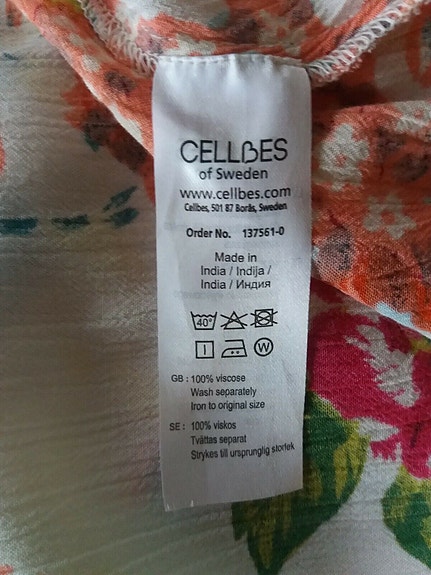 CELLBES
of Sweden
www.cellbes.com
Cellbes, 501 87 Borås, Sweden
Order No. 137561-0
Made in
India / Indija /
India / Индия
40°
I W
GB : 100% viscose
Wash separately
Iron to original size
SE : 100% viskos
Tvättas separat
Strykes till ursprunglig storlek